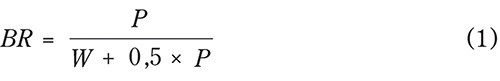 BR = P / (W + 0,5 × P) (1)